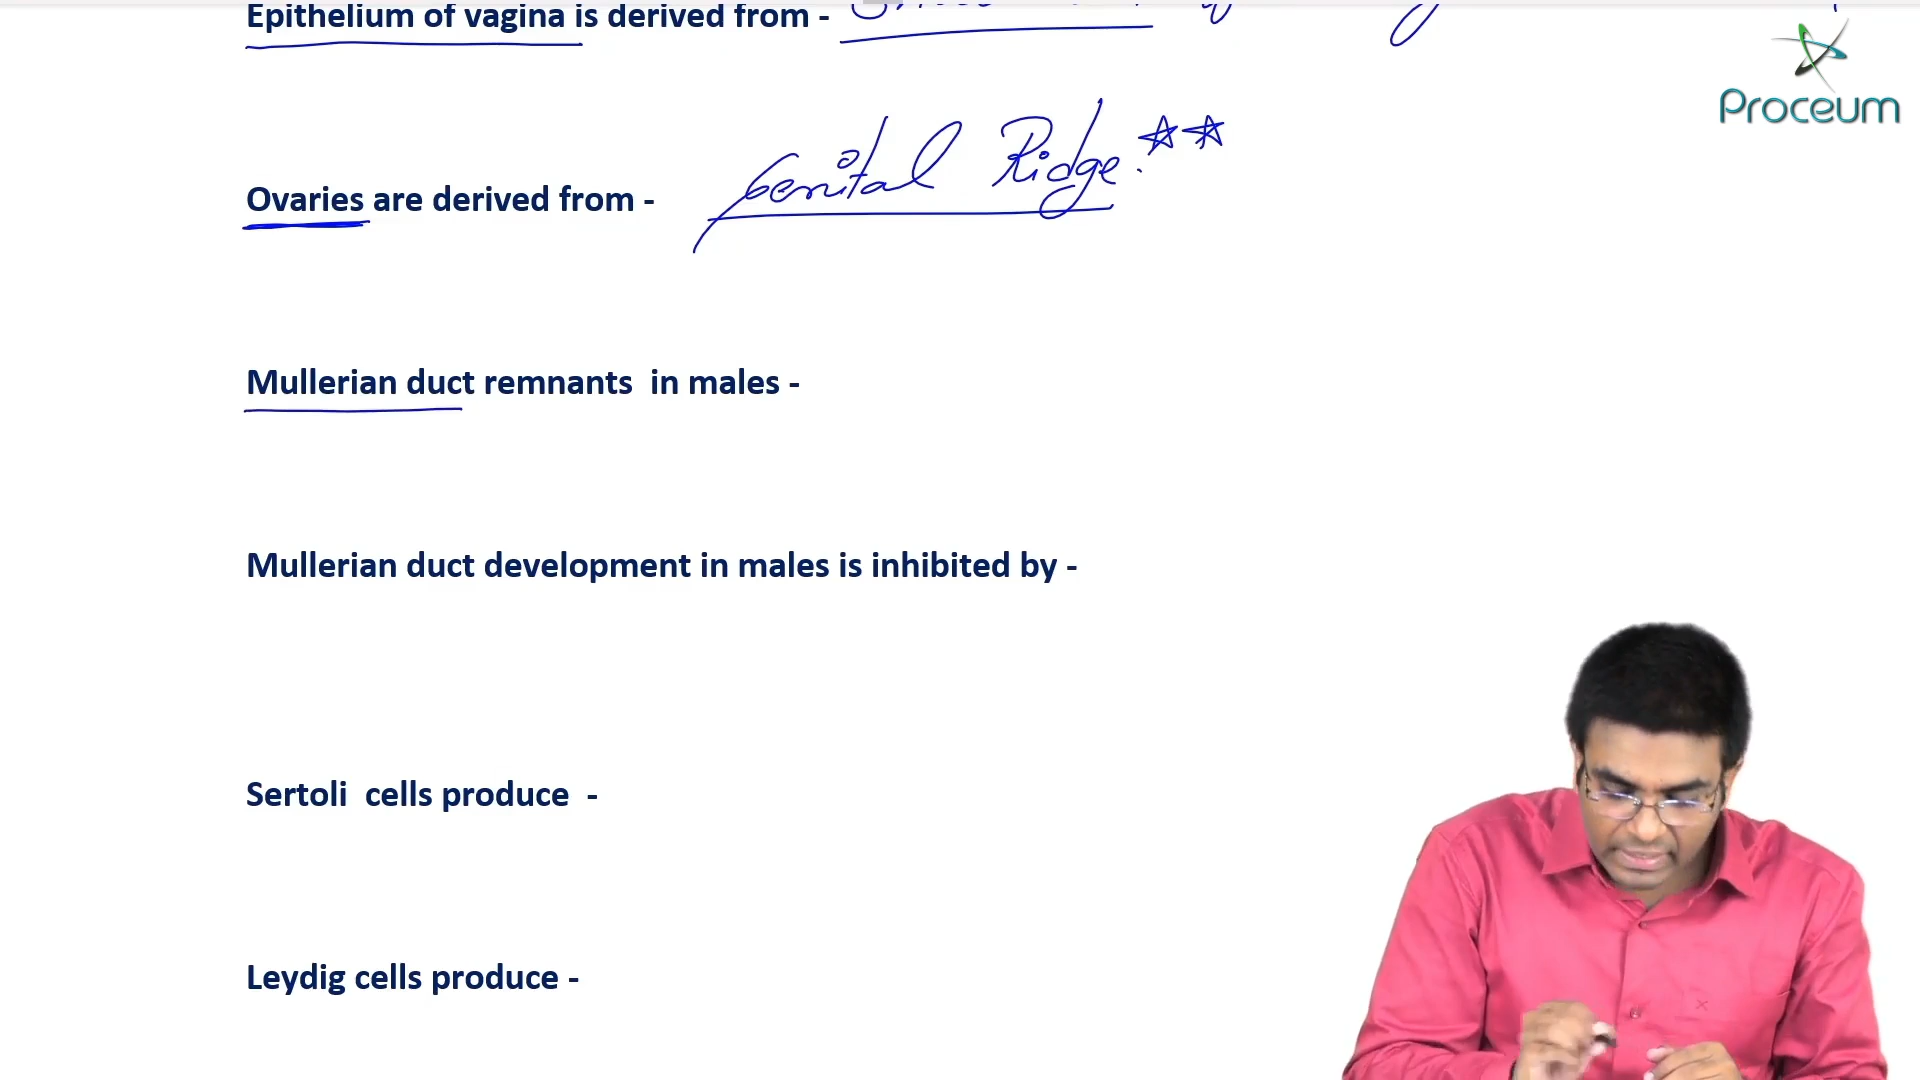 Epithelium of vagina is derived from -
Proceum
Ovaries are derived from - Genital Ridge. **
Mullerian duct remnants in males -
Mullerian duct development in males is inhibited by -
Sertoli cells produce -
Leydig cells produce -